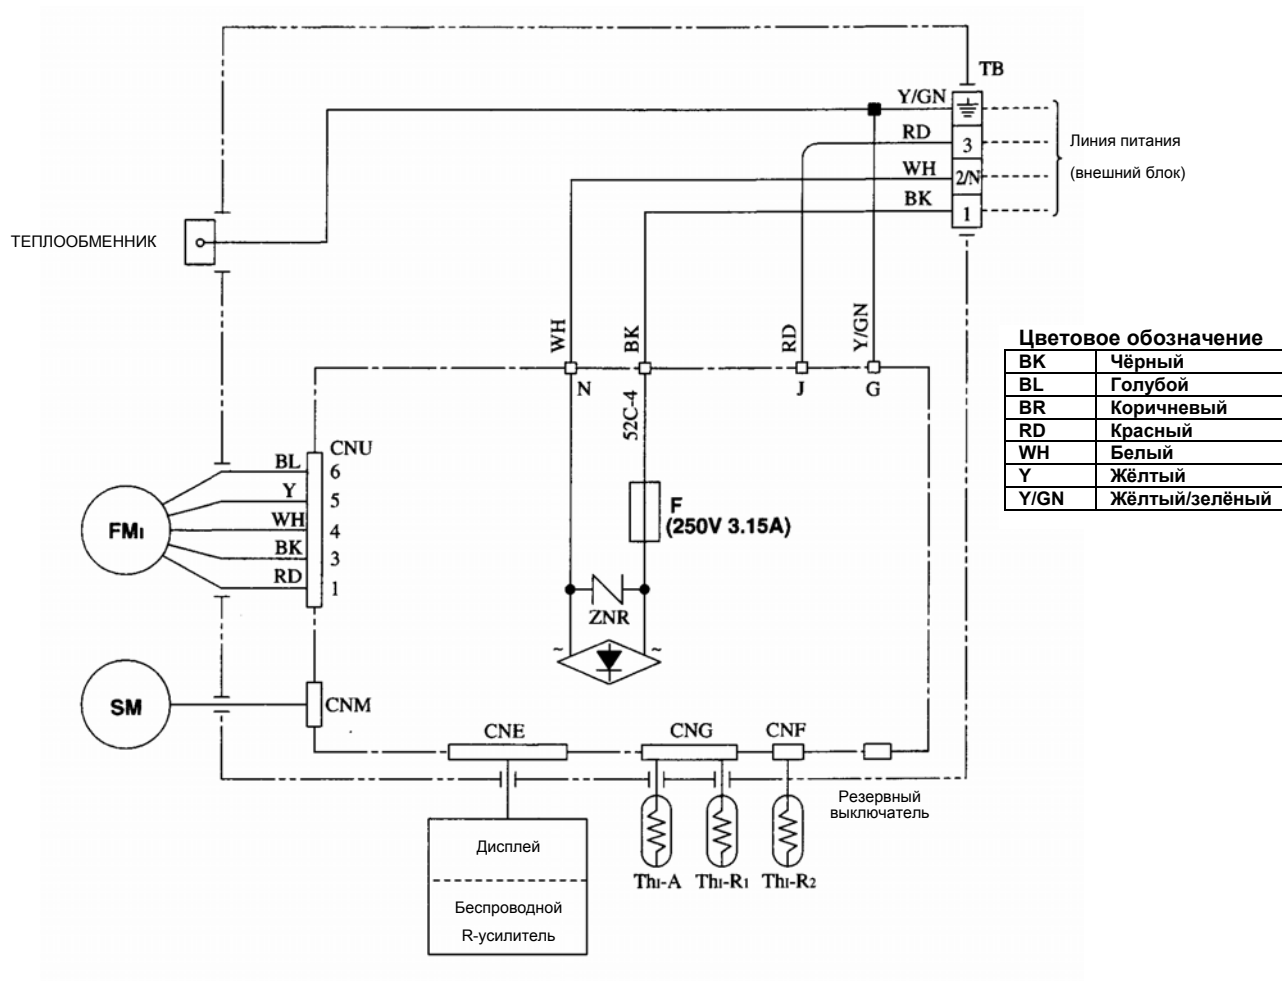 TB
Y/GN
RD
3
Линия питания
WH
2/N
(внешний блок)
BK
1
ТЕПЛООБМЕННИК
WH
BK
RD
Y/GN
N
52C-4
J
G
Цветовое обозначение
BK Чёрный
BL Голубой
BR Коричневый
RD Красный
WH Белый
Y Жёлтый
Y/GN Жёлтый/зелёный
CNU
BL 6
Y 5
WH 4
BK 3
RD 1
FMI
F
(250V 3.15A)
ZNR
~ ~
SM
CNM
CNE
CNG
CNF
Резервный
выключатель
Дисплей
Беспроводной
R-усилитель
ThI-A
ThI-R1
ThI-R2